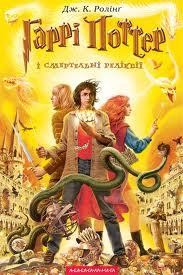 Дж. К. Ролінґ
Гаррі Поттер
і смертельні реліквії
А-БА-БА-ГА-ЛА-МА-ГА